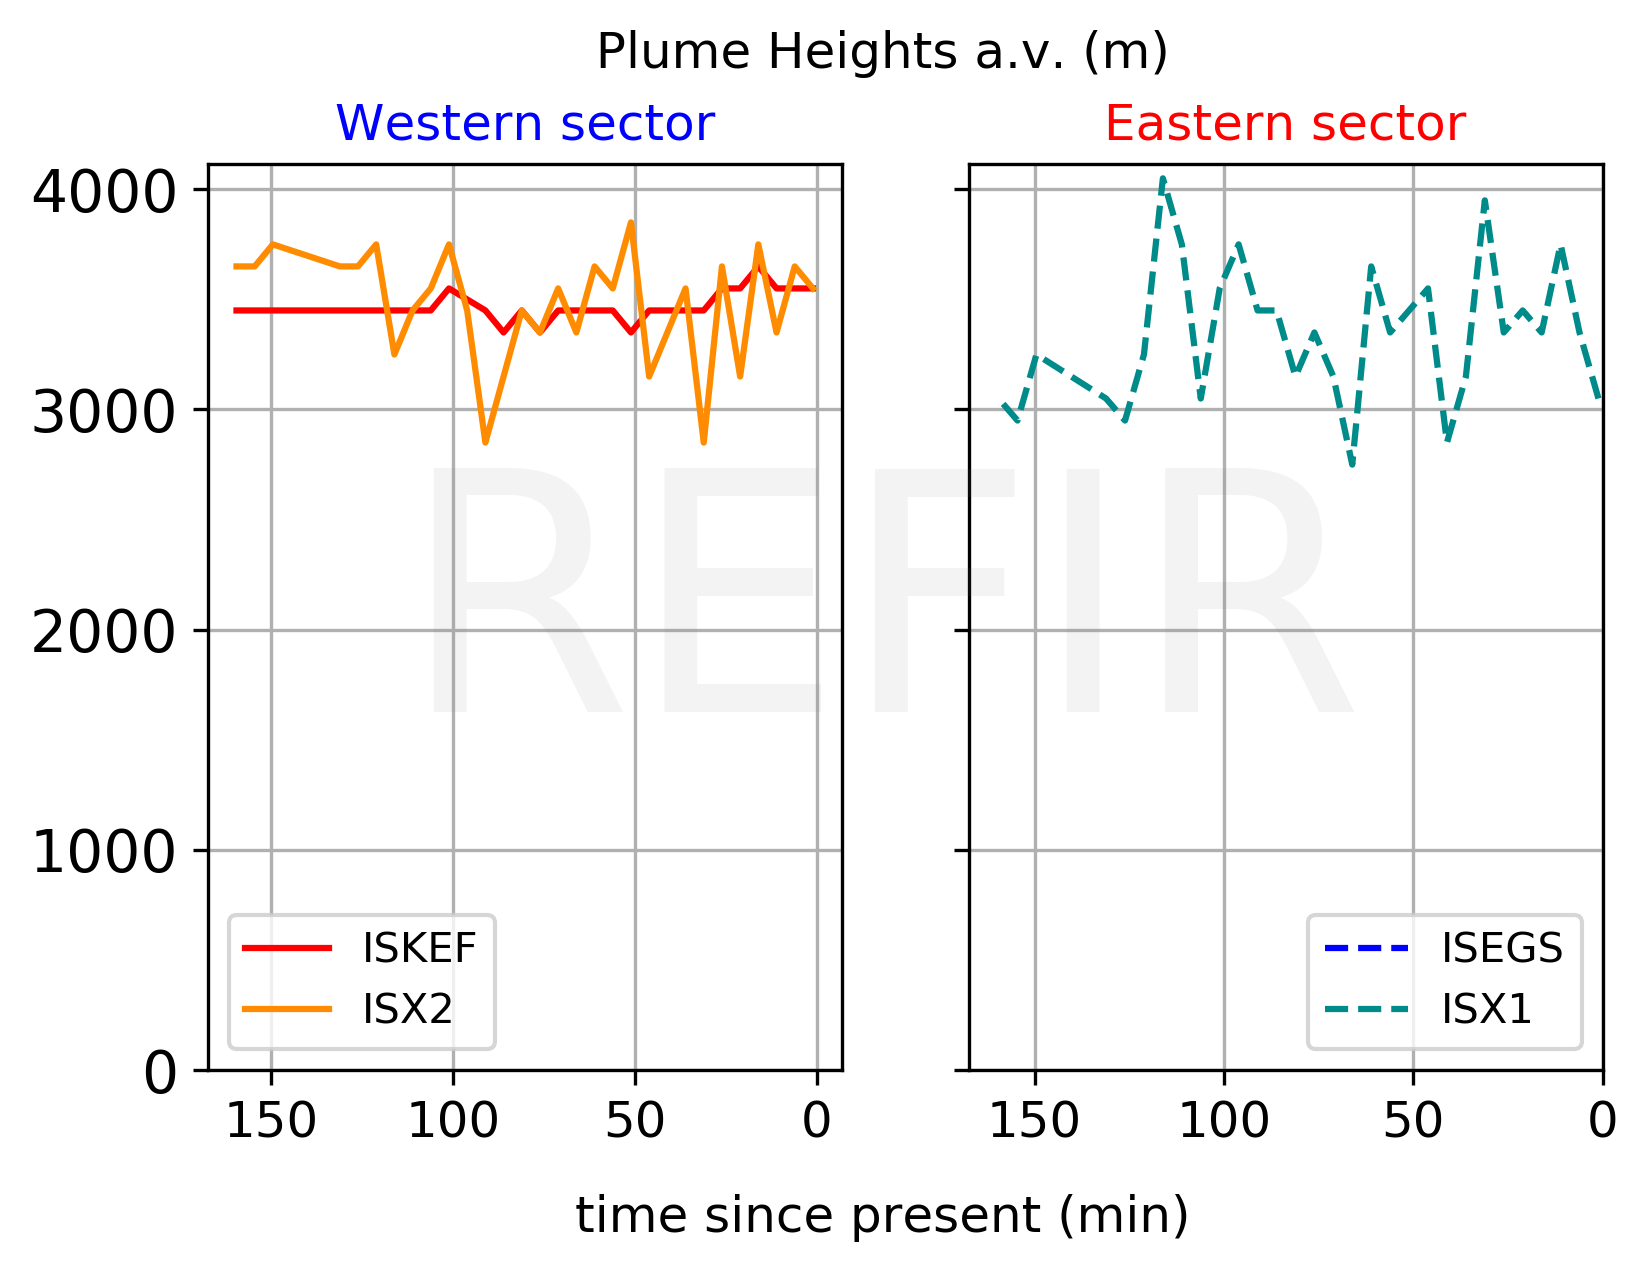 Plume Heights a.v. (m)
Western sector
Eastern sector
4000
3000
2000
1000
0
REFIR
ISKEF
ISX2
ISEGS
ISX1
150 100 50 0
150 100 50 0
time since present (min)